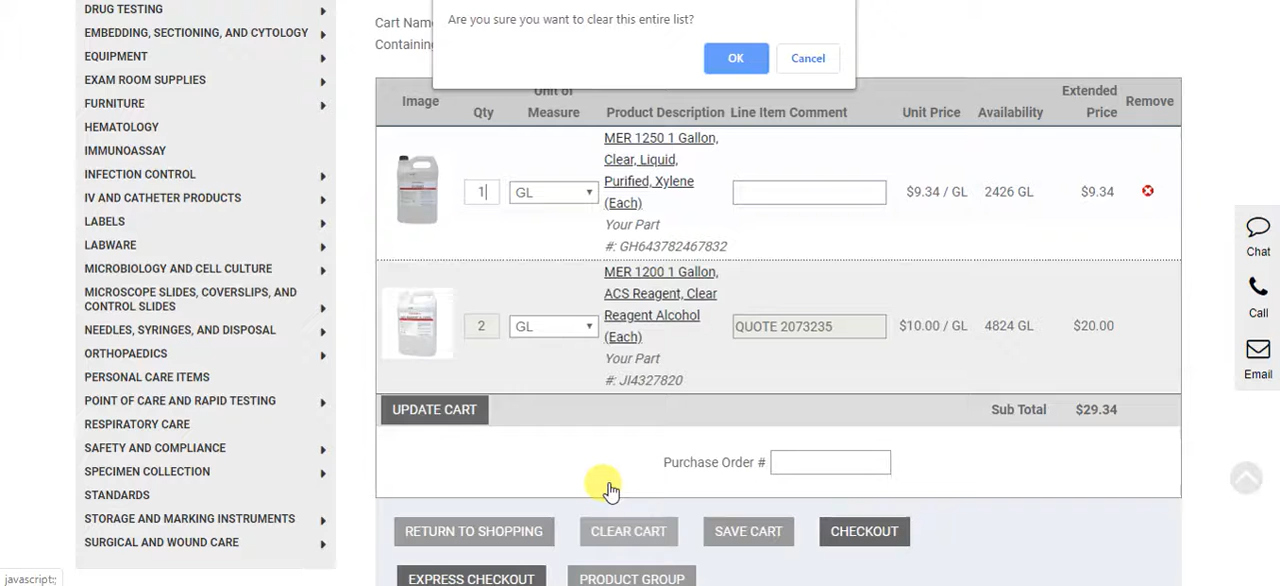 DRUG TESTING
EMBEDDING, SECTIONING, AND CYTOLOGY
EQUIPMENT
EXAM ROOM SUPPLIES
FURNITURE
HEMATOLOGY
IMMUNOASSAY
INFECTION CONTROL
IV AND CATHETER PRODUCTS
LABELS
LABWARE
MICROBIOLOGY AND CELL CULTURE
MICROSCOPE SLIDES, COVERSLIPS, AND
CONTROL SLIDES
NEEDLES, SYRINGES, AND DISPOSAL
ORTHOPAEDICS
PERSONAL CARE ITEMS
POINT OF CARE AND RAPID TESTING
RESPIRATORY CARE
SAFETY AND COMPLIANCE
SPECIMEN COLLECTION
STANDARDS
STORAGE AND MARKING INSTRUMENTS
SURGICAL AND WOUND CARE
javascript:;
Are you sure you want to clear this entire list?
OK Cancel
Cart Nam
Containing
Image Qty Unit of Measure Product Description Line Item Comment Unit Price Availability Extended Price Remove
1 GL
MER 1250 1 Gallon,
Clear, Liquid,
Purified, Xylene
(Each)
Your Part
#: GH643782467832
$9.34 / GL 2426 GL $9.34
2 GL
MER 1200 1 Gallon,
ACS Reagent, Clear
Reagent Alcohol
(Each)
Your Part
#: JI4327820
QUOTE 2073235 $10.00 / GL 4824 GL $20.00
UPDATE CART Sub Total $29.34
Purchase Order #
RETURN TO SHOPPING CLEAR CART SAVE CART CHECKOUT
EXPRESS CHECKOUT PRODUCT GROUP
Chat
Call
Email